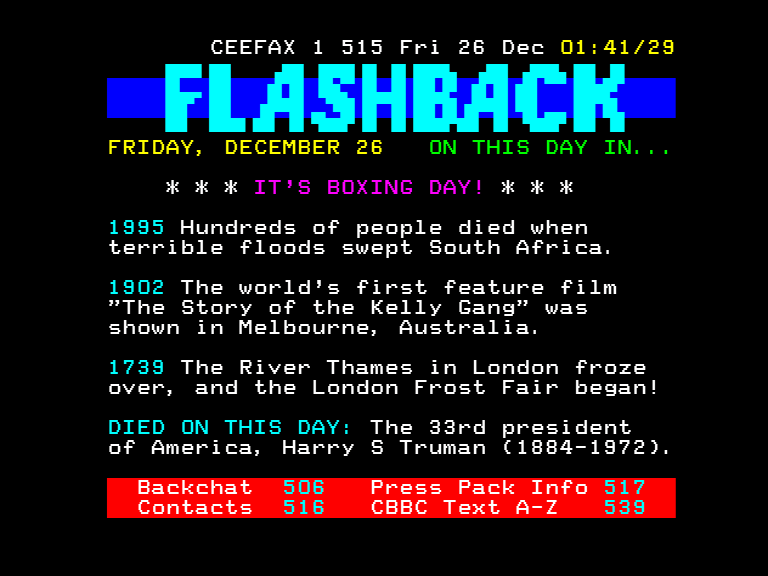 CEEFAX 1 515 Fri 26 Dec 01:41/29
FLASHBACK
FRIDAY, DECEMBER 26 ON THIS DAY IN...
* * * IT'S BOXING DAY! * * *
1995 Hundreds of people died when
terrible floods swept South Africa.
1902 The world's first feature film
"The Story of the Kelly Gang" was
shown in Melbourne, Australia.
1739 The River Thames in London froze
over, and the London Frost Fair began!
DIED ON THIS DAY: The 33rd president
of America, Harry S Truman (1884-1972).
Backchat 506 Press Pack Info 517
Contacts 516 CBBC Text A-Z 539